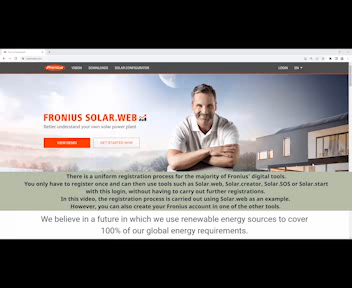 Fronius
VISION DOWNLOADS SOLAR.CONFIGURATOR LOGIN EN
FRONIUS SOLAR.WEB
Better understand your own solar power plant
VIEW DEMO GET STARTED NOW
There is a uniform registration process for the majority of Fronius' digital tools.
You only have to register once and can then use tools such as Solar.web, Solar.creator, Solar.SOS or Solar.start
with this login, without having to carry out further registrations.
In this video, the registration process is carried out using Solar.web as an example.
However, you can also create your Fronius account in one of the other tools.
We believe in a future in which we use renewable energy sources to cover
100% of our global energy requirements.